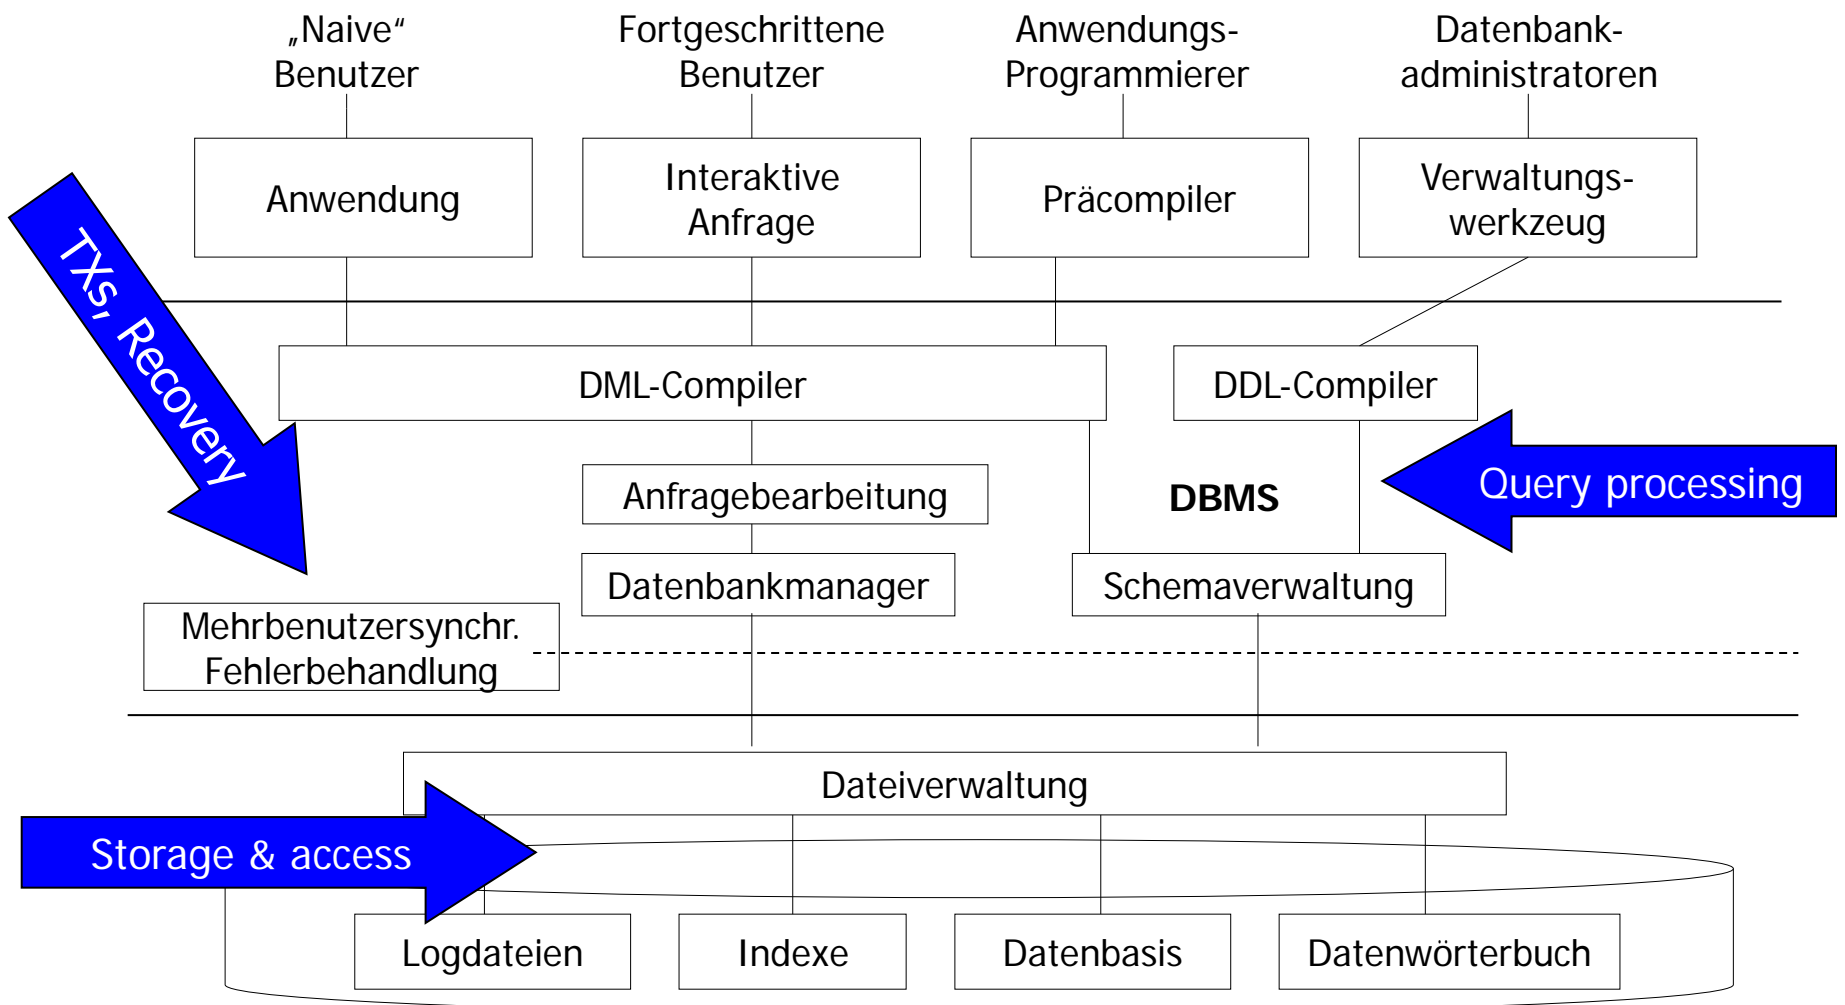 „Naive“
Benutzer
Fortgeschrittene
Benutzer
Anwendungs-
Programmierer
Datenbank-
administratoren
Anwendung
Interaktive
Anfrage
Präcompiler
Verwaltungs-
werkzeug
TXs, Recovery
DML-Compiler
DDL-Compiler
Anfragebearbeitung
DBMS
Query processing
Datenbankmanager
Schemaverwaltung
Mehrbenutzersynchr.
Fehlerbehandlung
Dateiverwaltung
Storage & access
Logdateien
Indexe
Datenbasis
Datenwörterbuch